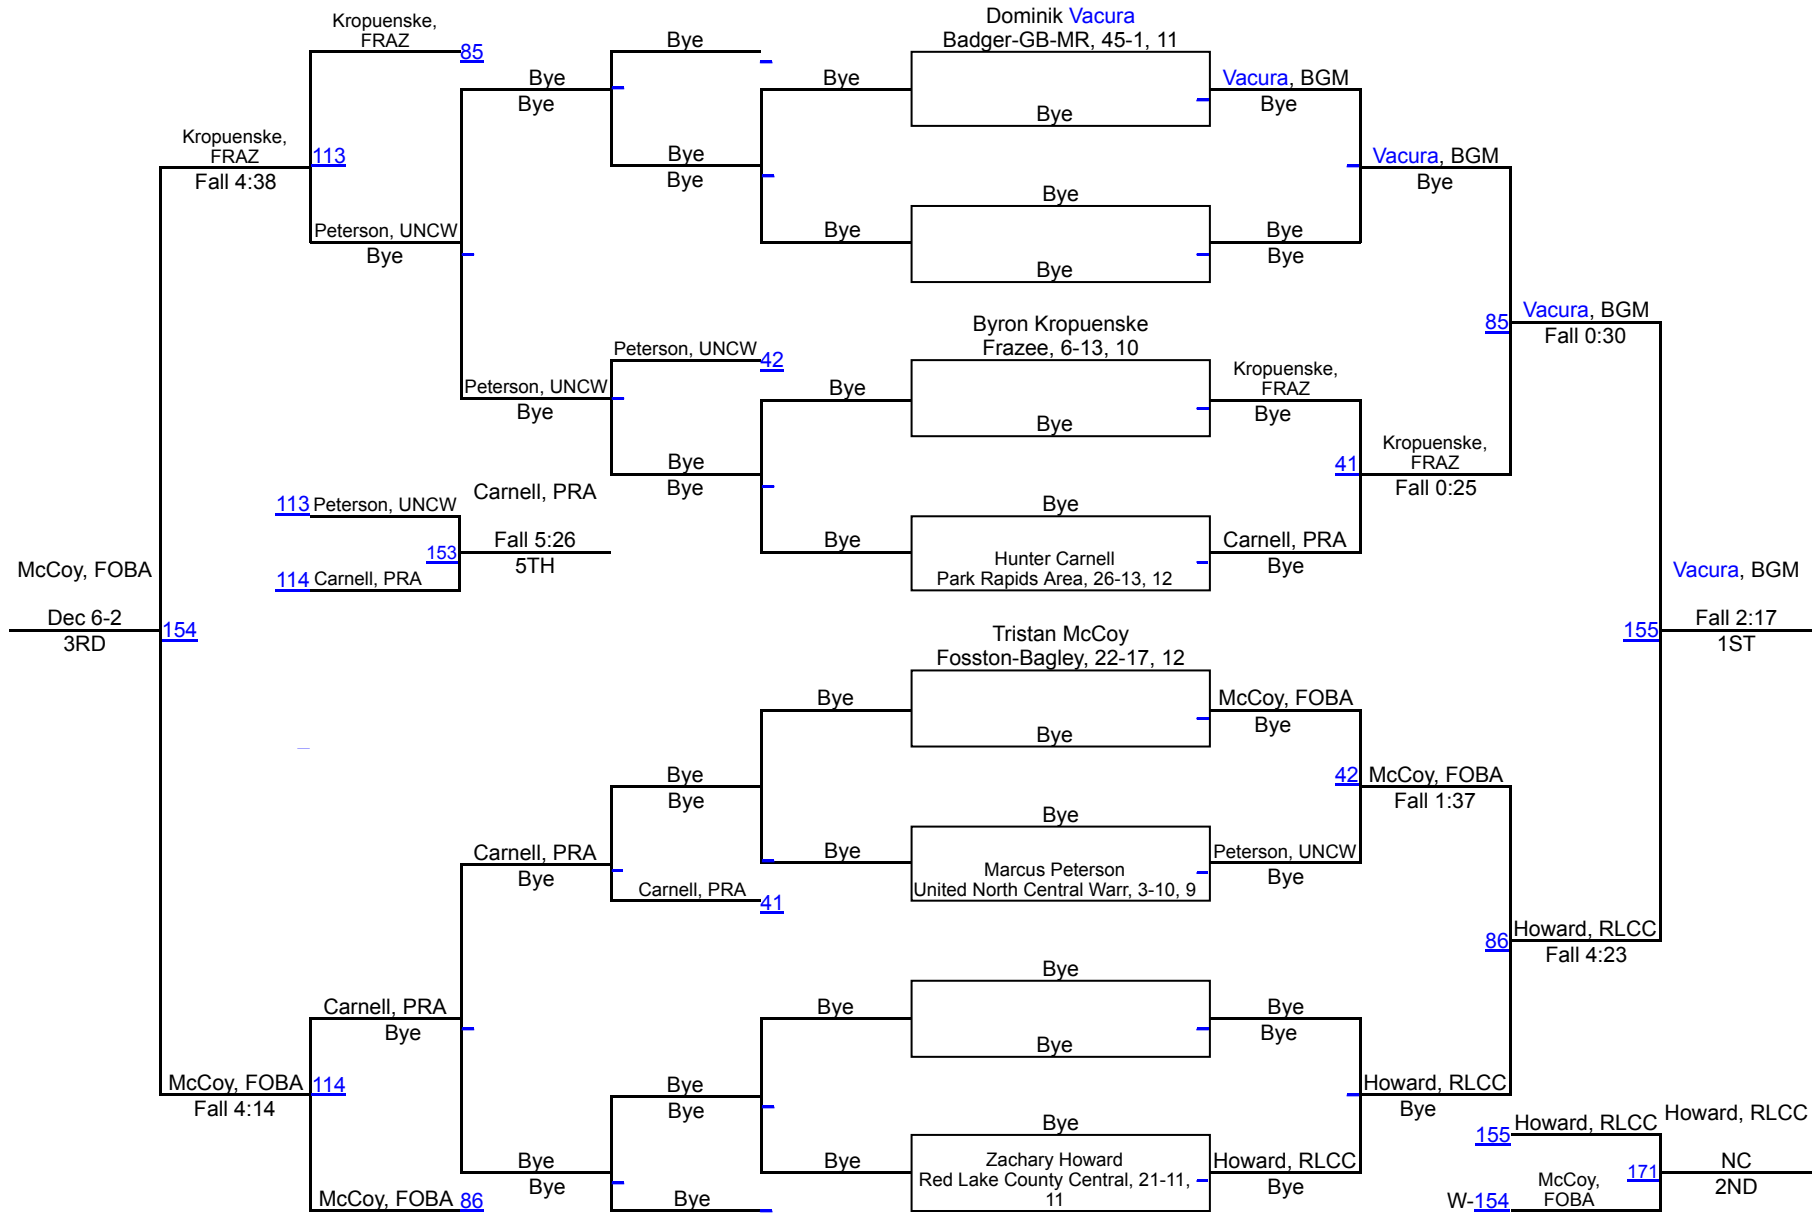 Kropuenske,
FRAZ
85
Bye
Dominik Vacura
Badger-GB-MR, 45-1, 11
Bye
Bye
Bye
Bye
Vacura, BGM
Bye
Kropuenske,
FRAZ
113
Fall 4:38
Bye
Bye
Vacura, BGM
Bye
Bye
Peterson, UNCW
Bye
Bye
Bye
Bye
Bye
Byron Kropuenske
Frazee, 6-13, 10
85
Vacura, BGM
Fall 0:30
Peterson, UNCW
42
Peterson, UNCW
Bye
Bye
Bye
Kropuenske,
FRAZ
Bye
Bye
Bye
41
Kropuenske,
FRAZ
Fall 0:25
113
Peterson, UNCW
Carnell, PRA
153
Fall 5:26
5TH
114
Carnell, PRA
Bye
Bye
Hunter Carnell
Park Rapids Area, 26-13, 12
Carnell, PRA
Bye
McCoy, FOBA
Dec 6-2
3RD
154
Vacura, BGM
155
Fall 2:17
1ST
Tristan McCoy
Fosston-Bagley, 22-17, 12
Bye
Bye
McCoy, FOBA
Bye
Bye
Bye
42
McCoy, FOBA
Fall 1:37
Carnell, PRA
Bye
Bye
Bye
Marcus Peterson
United North Central Warr, 3-10, 9
Peterson, UNCW
Bye
Carnell, PRA
41
86
Howard, RLCC
Fall 4:23
Carnell, PRA
Bye
Bye
Bye
Bye
Bye
Bye
McCoy, FOBA
114
Fall 4:14
Bye
Bye
Howard, RLCC
Bye
Bye
Bye
Bye
Bye
Zachary Howard
Red Lake County Central, 21-11,
11
Howard, RLCC
Bye
McCoy, FOBA
86
Bye
155
Howard, RLCC
Howard, RLCC
171
NC
2ND
W-154
McCoy,
FOBA